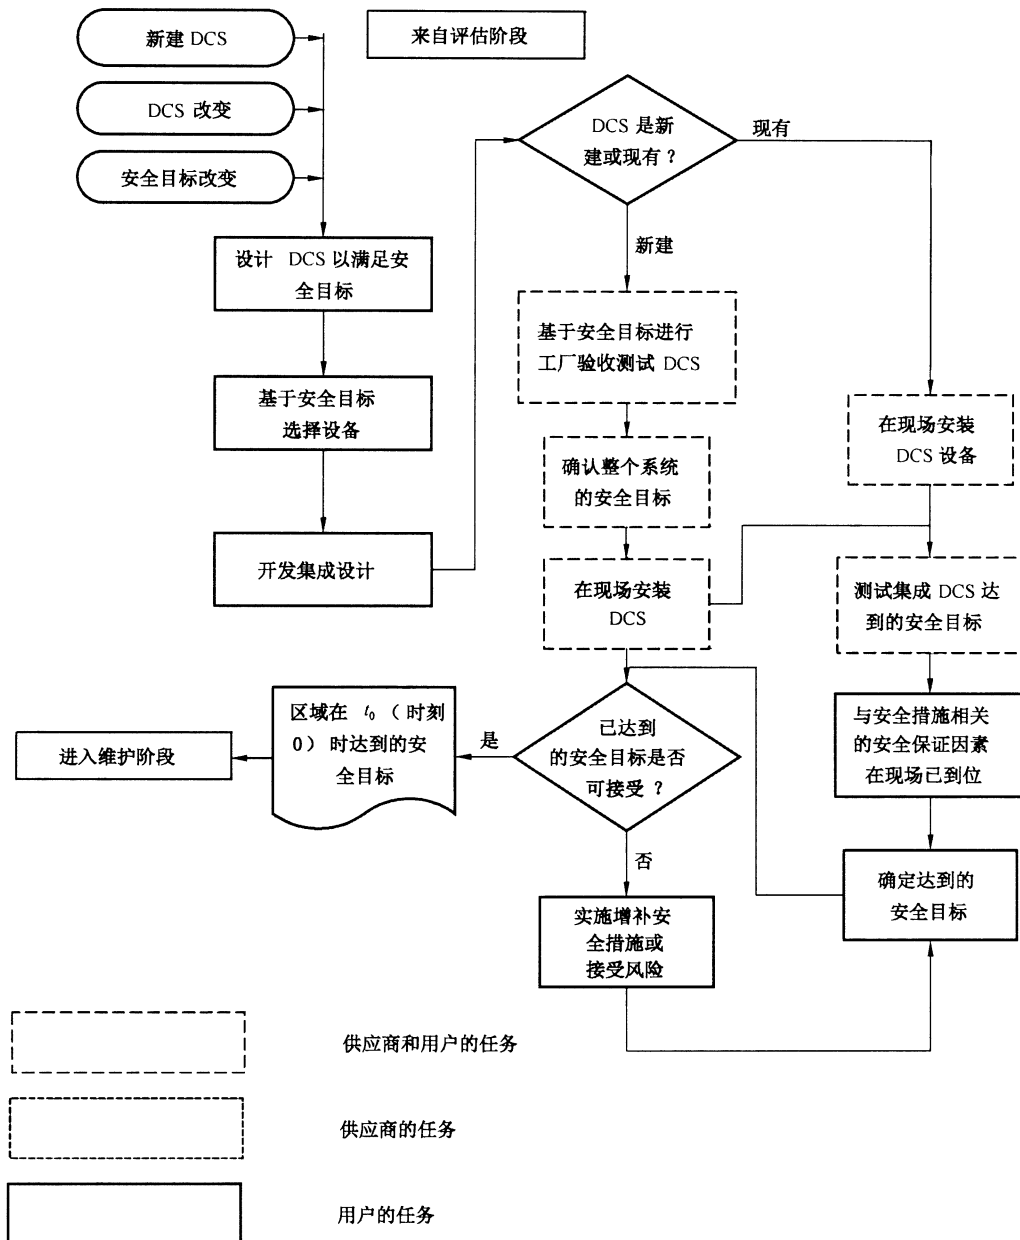 新建 DCS
DCS 改变
安全目标改变
来自评估阶段
设计 DCS 以满足安
全目标
基于安全目标
选择设备
开发集成设计
DCS 是新
建或现有？
现有
新建
基于安全目标进行
工厂验收测试 DCS
确认整个系统
的安全目标
在现场安装
DCS
在现场安装
DCS 设备
测试集成 DCS 达
到的安全目标
与安全措施相关
的安全保证因素
在现场已到位
确定达到的
安全目标
已达到
的安全目标是否
可接受？
是
否
区域在 t₀（时刻
0）时达到的安
全目标
进入维护阶段
实施增补安
全措施或
接受风险
供应商和用户的任务
供应商的任务
用户的任务